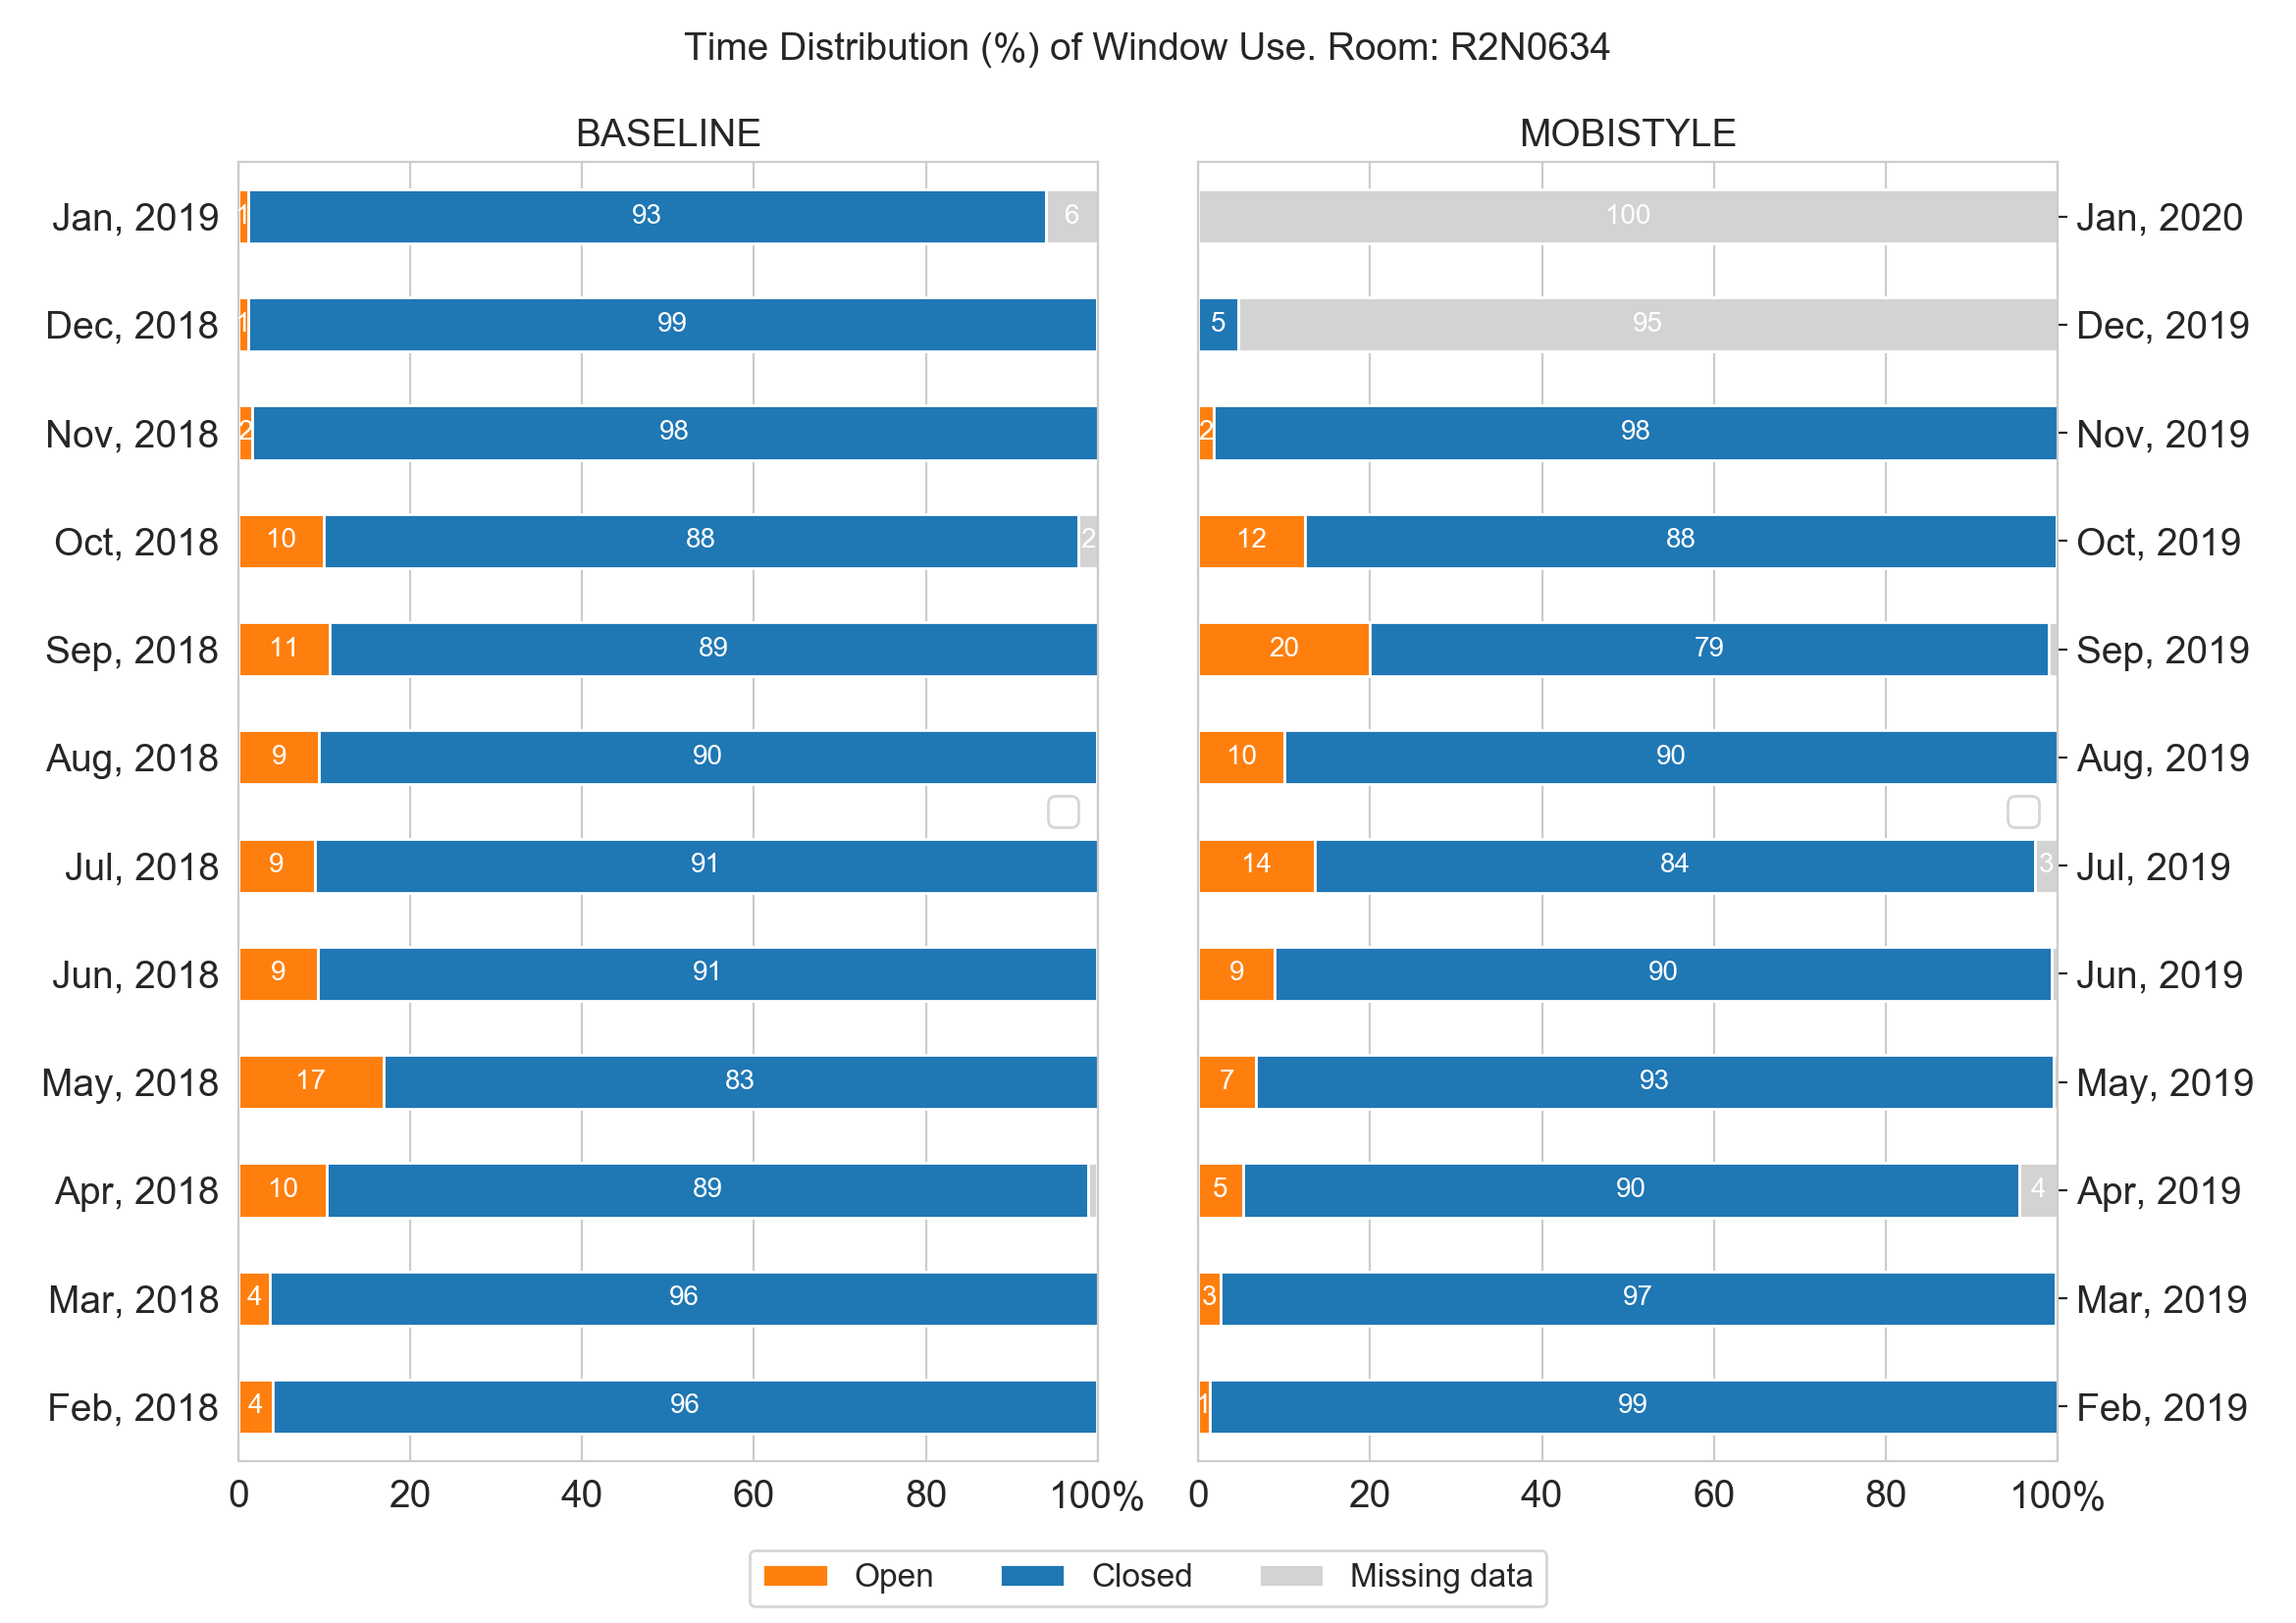 Time Distribution (%) of Window Use. Room: R2N0634
BASELINE
MOBISTYLE
Jan, 2019 1 93 6 100 Jan, 2020
Dec, 2018 1 99 5 95 Dec, 2019
Nov, 2018 2 98 2 98 Nov, 2019
Oct, 2018 10 88 2 12 88 Oct, 2019
Sep, 2018 11 89 20 79 Sep, 2019
Aug, 2018 9 90 10 90 Aug, 2019
Jul, 2018 9 91 14 84 3 Jul, 2019
Jun, 2018 9 91 9 90 Jun, 2019
May, 2018 17 83 7 93 May, 2019
Apr, 2018 10 89 5 90 4 Apr, 2019
Mar, 2018 4 96 3 97 Mar, 2019
Feb, 2018 4 96 1 99 Feb, 2019
0 20 40 60 80 100% 0 20 40 60 80 100%
Open Closed Missing data